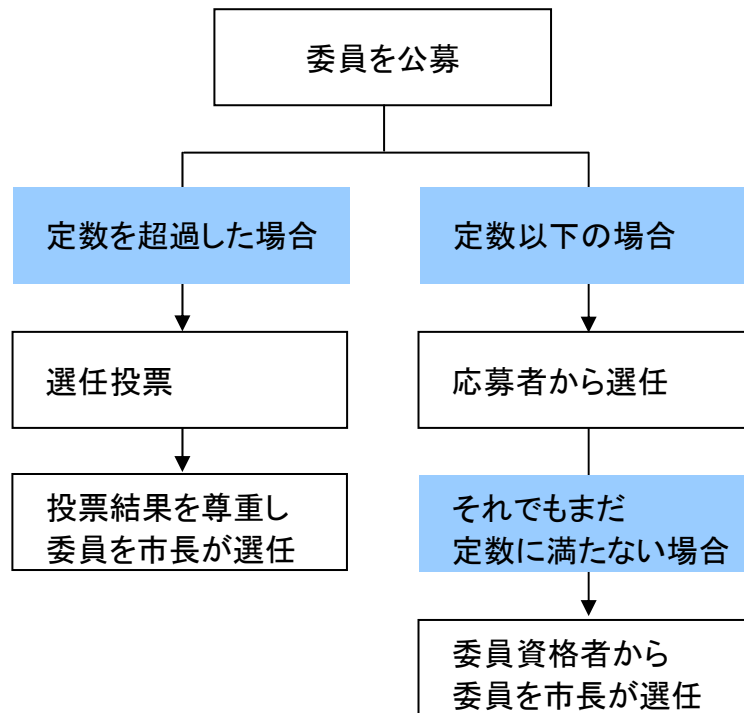 委員を公募
定数を超過した場合
定数以下の場合
選任投票
応募者から選任
投票結果を尊重し
委員を市長が選任
それでもまだ
定数に満たない場合
委員資格者から
委員を市長が選任